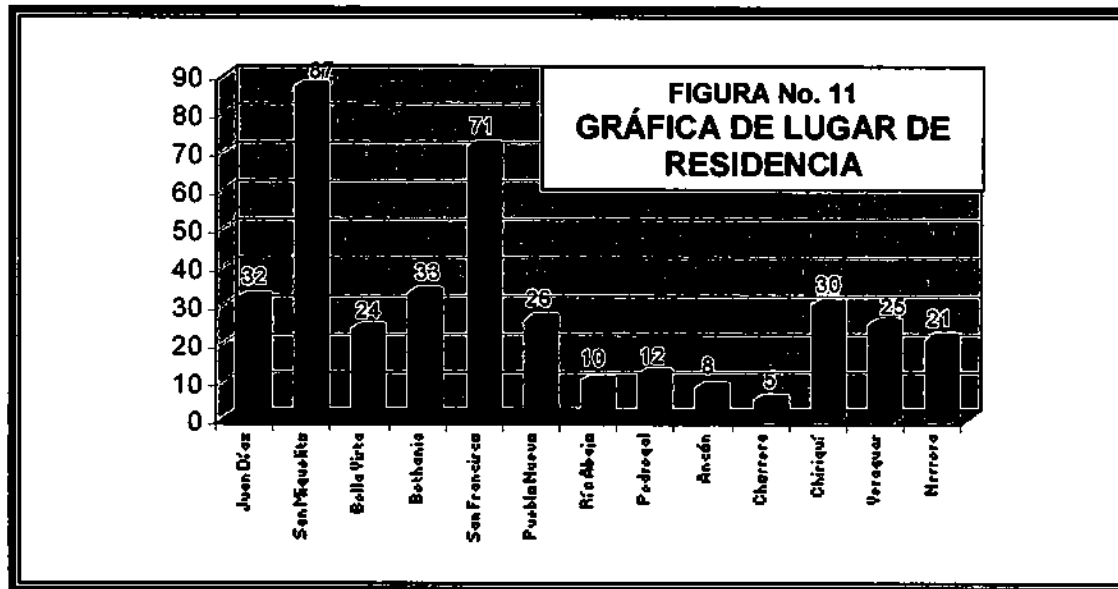 FIGURA No. 11
GRÁFICA DE LUGAR DE
RESIDENCIA
90
80
70
60
50
40
30
20
10
0
32
87
24
33
71
26
10
12
8
5
30
25
21
Juan Díaz
San Miguelito
Bella Vista
Bethania
San Francisco
Pueblo Nuevo
Río Abajo
Pedregal
Ancón
Chorrera
Chiriquí
Veraguas
Herrera